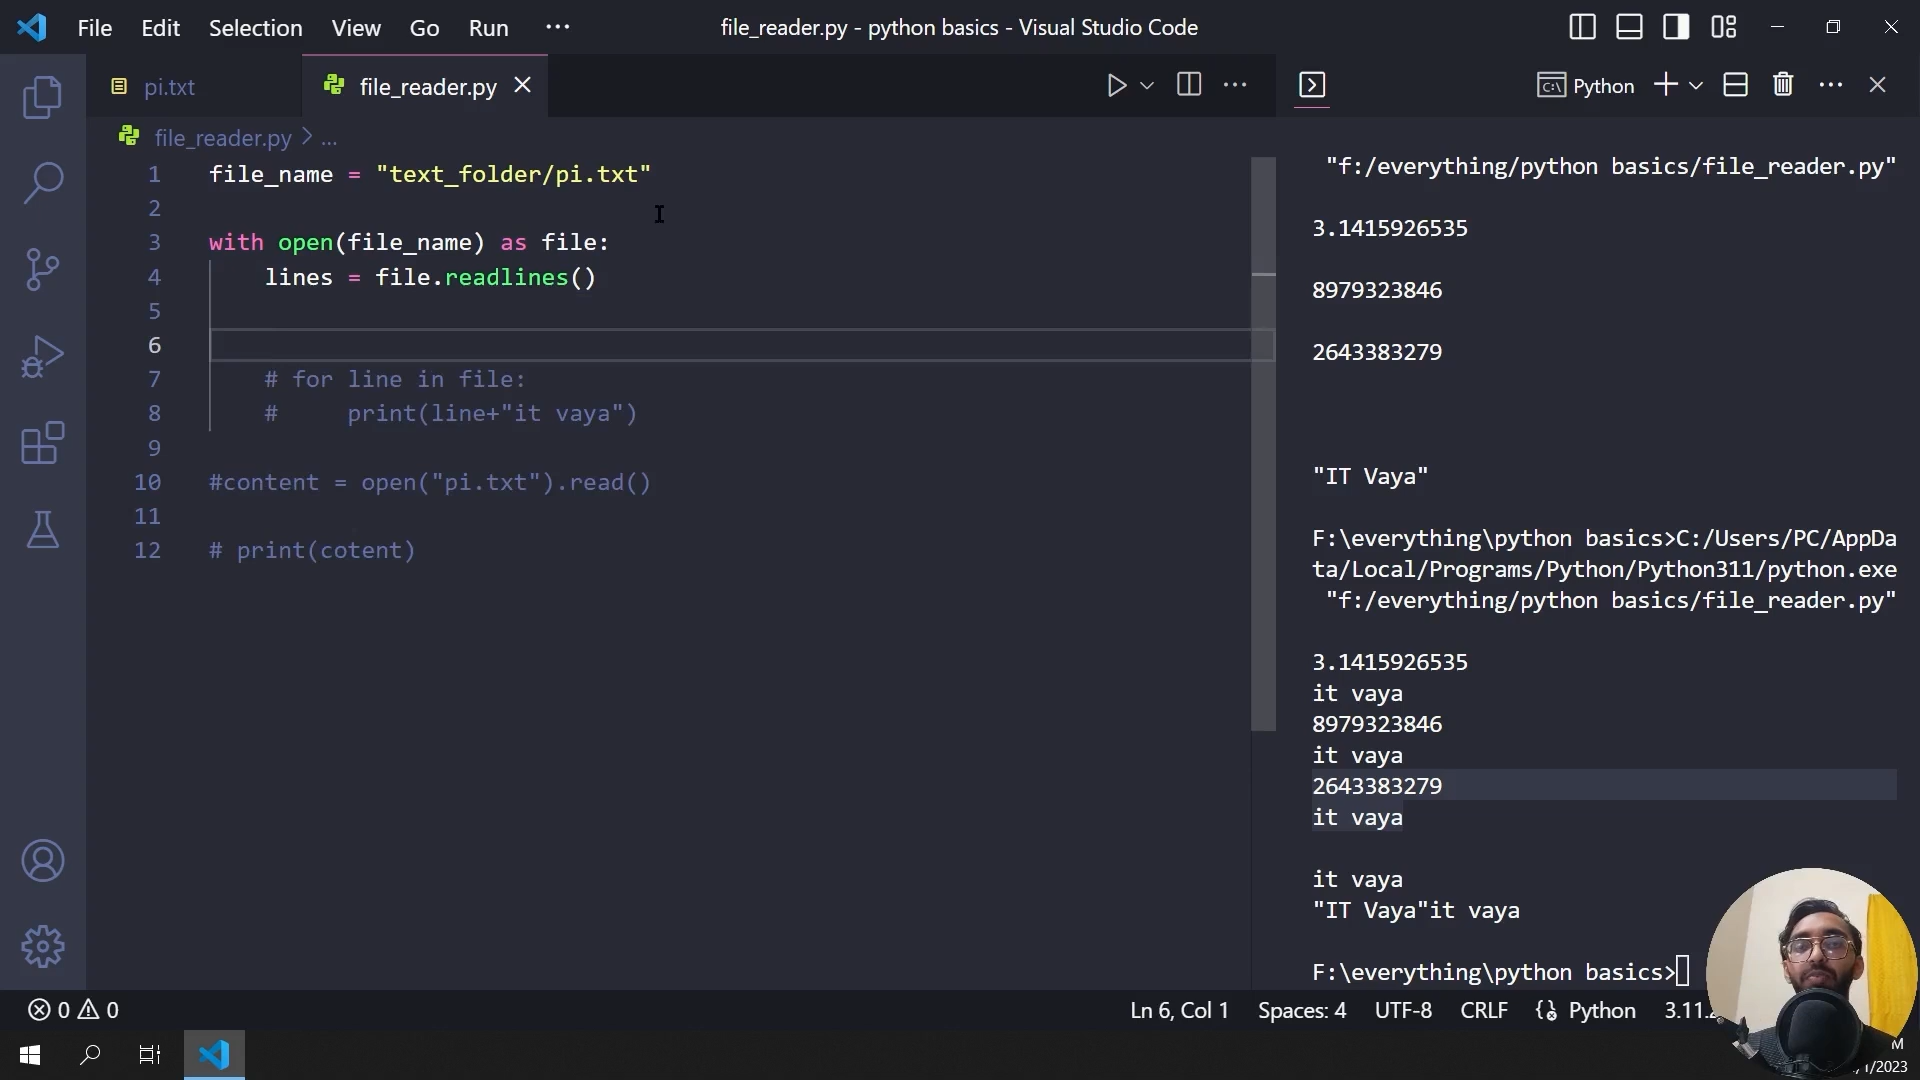 File Edit Selection View Go Run ...
file_reader.py - python basics - Visual Studio Code
pi.txt
file_reader.py
Python
file_reader.py > ...
1 file_name = "text_folder/pi.txt"
2
3 with open(file_name) as file:
4 lines = file.readlines()
5
6
7 # for line in file:
8 # print(line+"it vaya")
9
10 #content = open("pi.txt").read()
11
12 # print(cotent)
"f:/everything/python basics/file_reader.py"
3.1415926535
8979323846
2643383279
"IT Vaya"
F:\everything\python basics>C:/Users/PC/AppDa
ta/Local/Programs/Python/Python311/python.exe
"f:/everything/python basics/file_reader.py"
3.1415926535
it vaya
8979323846
it vaya
2643383279
it vaya
it vaya
"IT Vaya"it vaya
F:\everything\python basics>
0 0
Ln 6, Col 1 Spaces: 4 UTF-8 CRLF Python 3.11.
M
/1/2023